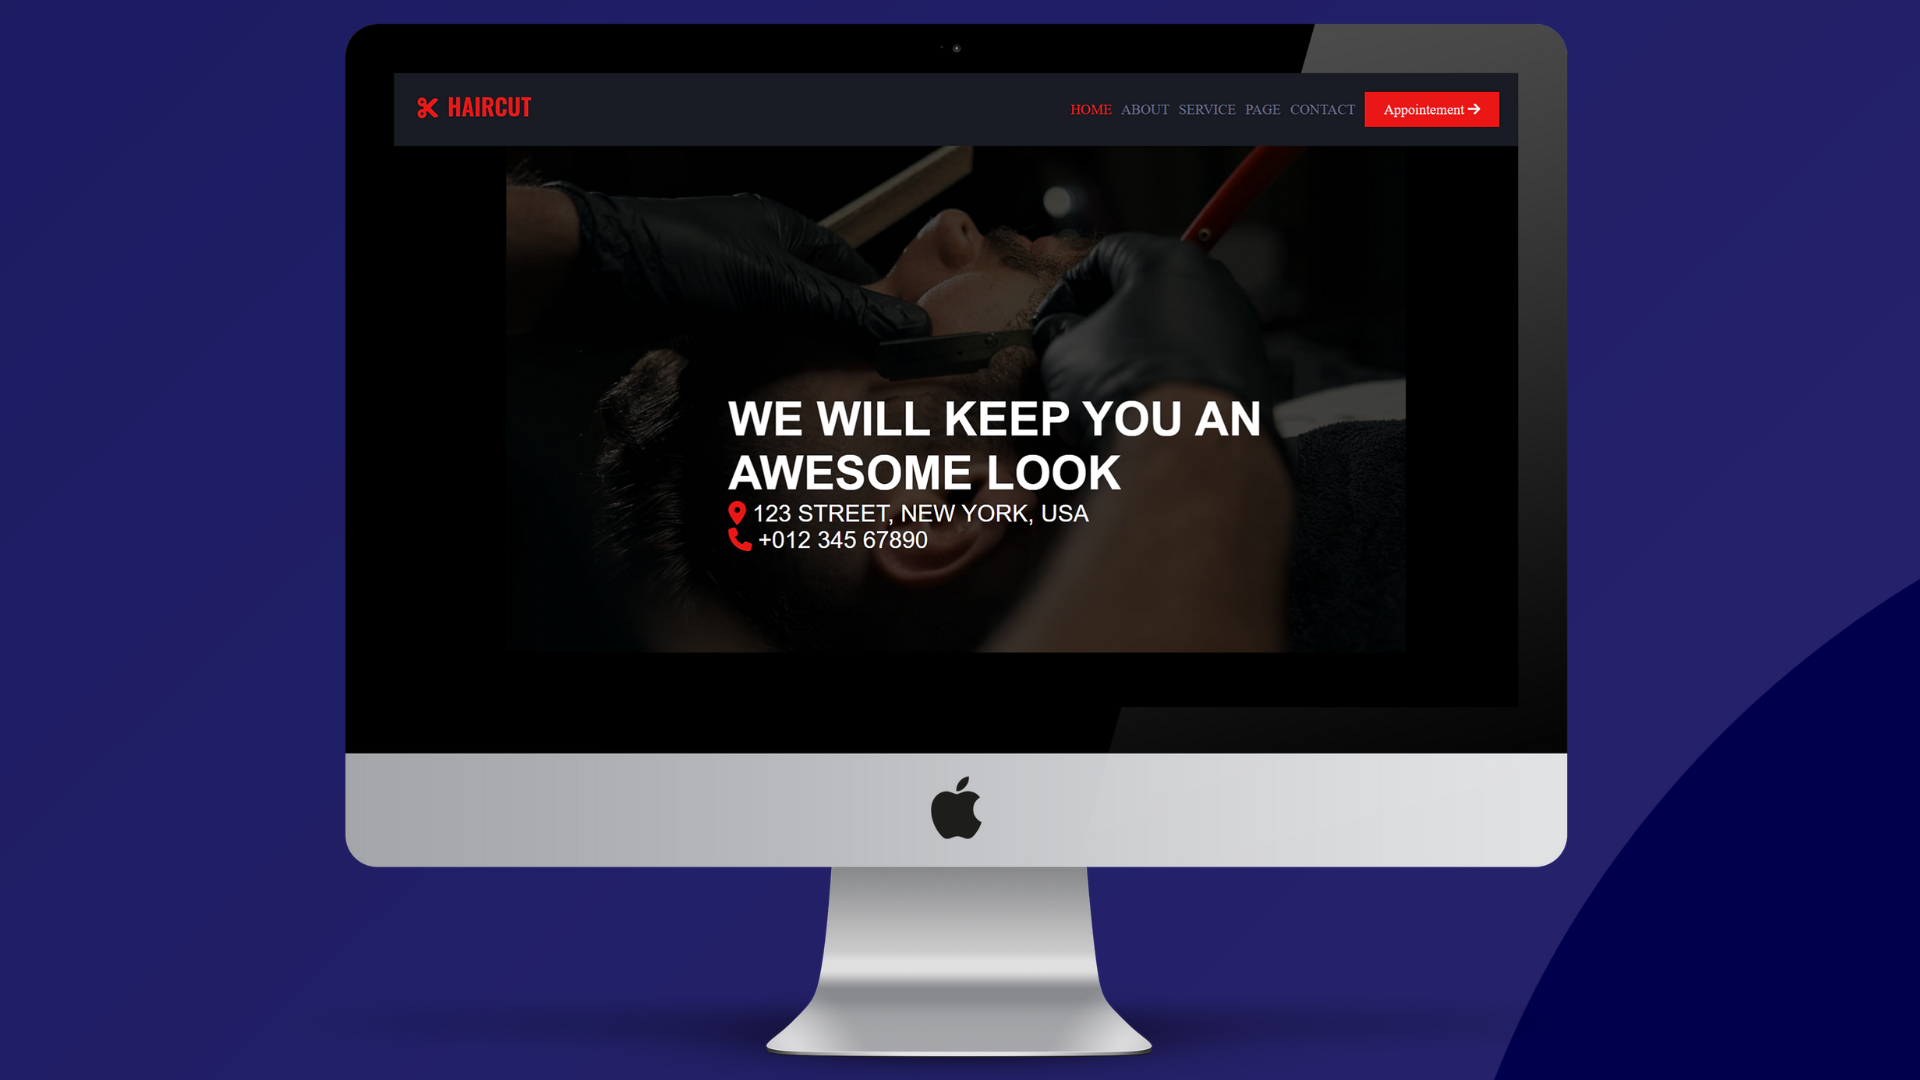 HAIRCUT
HOME ABOUT SERVICE PAGE CONTACT Appointement
WE WILL KEEP YOU AN
AWESOME LOOK
123 STREET, NEW YORK, USA
+012 345 67890